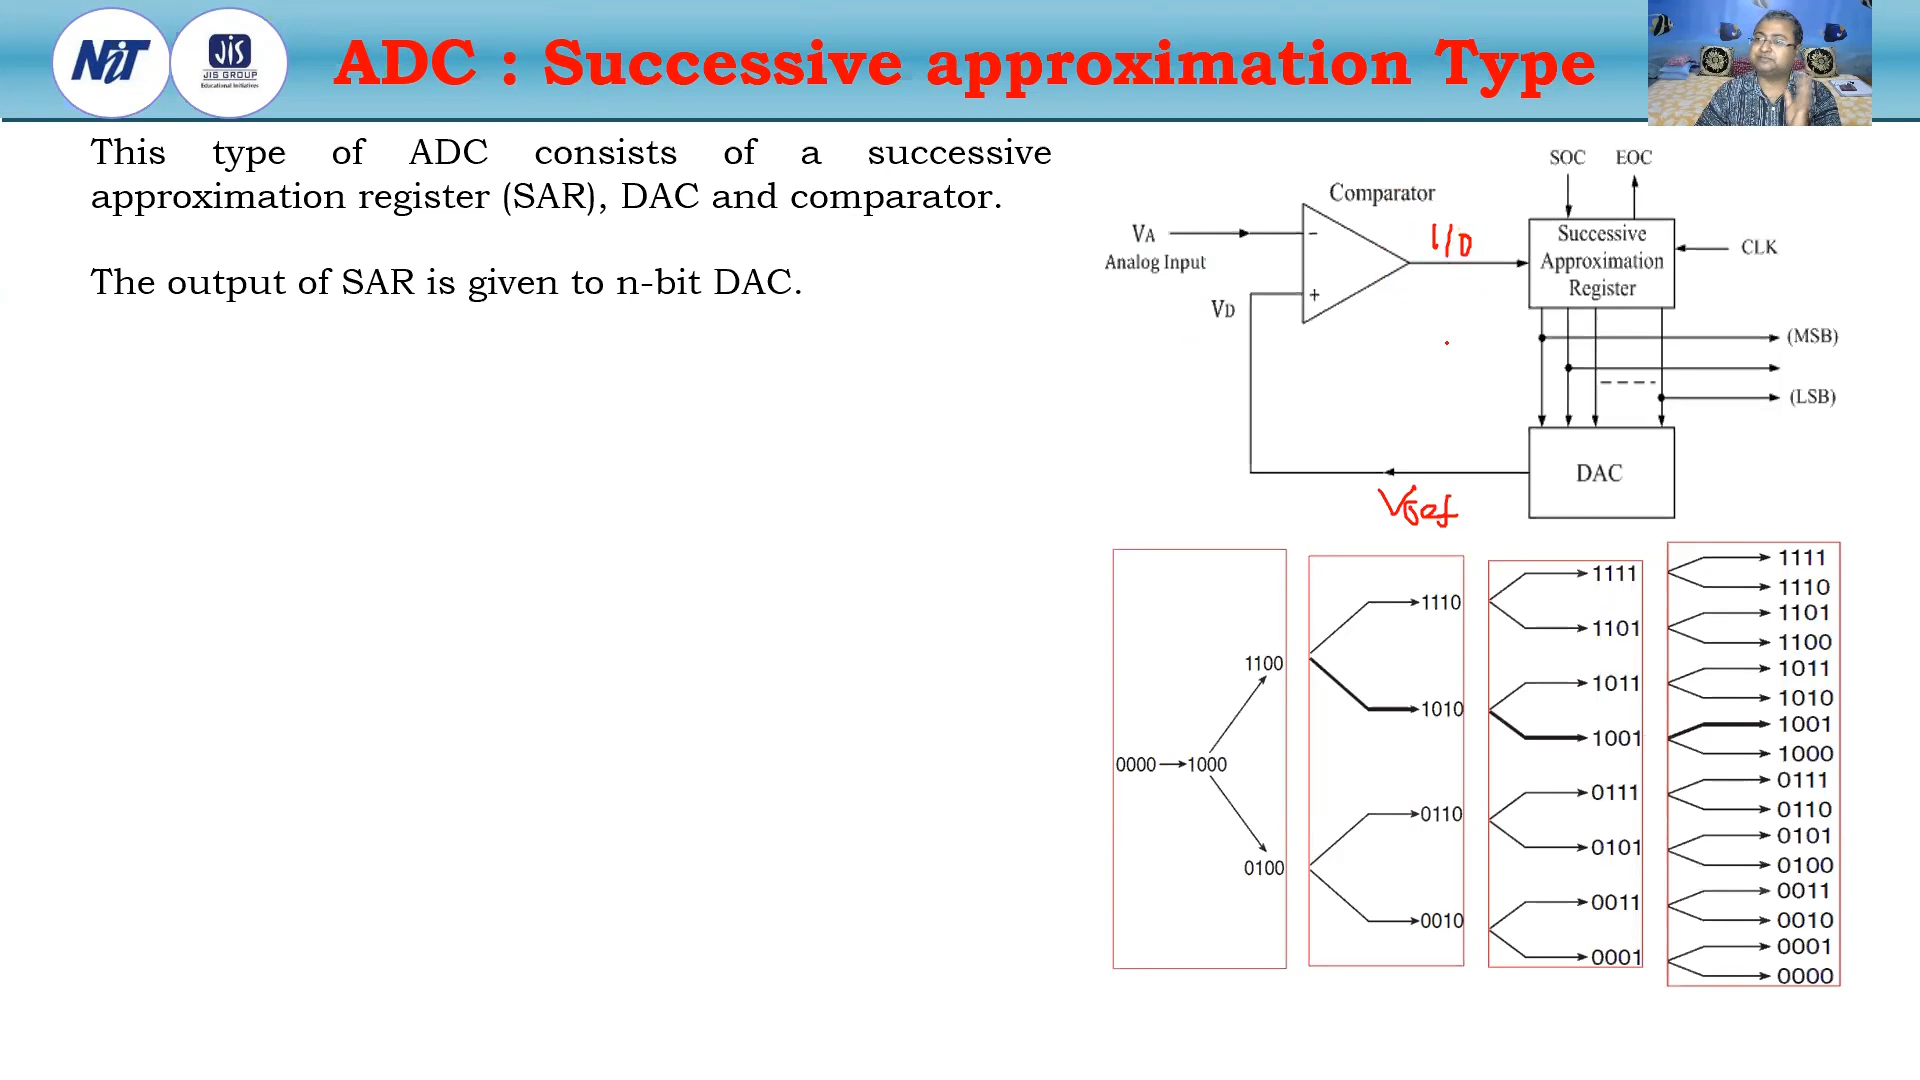 NiT
JIS
JIS GROUP
Educational Initiatives
ADC : Successive approximation Type
This type of ADC consists of a successive
approximation register (SAR), DAC and comparator.
The output of SAR is given to n-bit DAC.
SOC EOC
Comparator
VA
Analog Input
1/0
Successive
Approximation
Register
CLK
VD
(MSB)
(LSB)
DAC
Vref
0000 1000
1100
0100
1110
1010
0110
0010
1111
1101
1011
1001
0111
0101
0011
0001
1111
1110
1101
1100
1011
1010
1001
1000
0111
0110
0101
0100
0011
0010
0001
0000